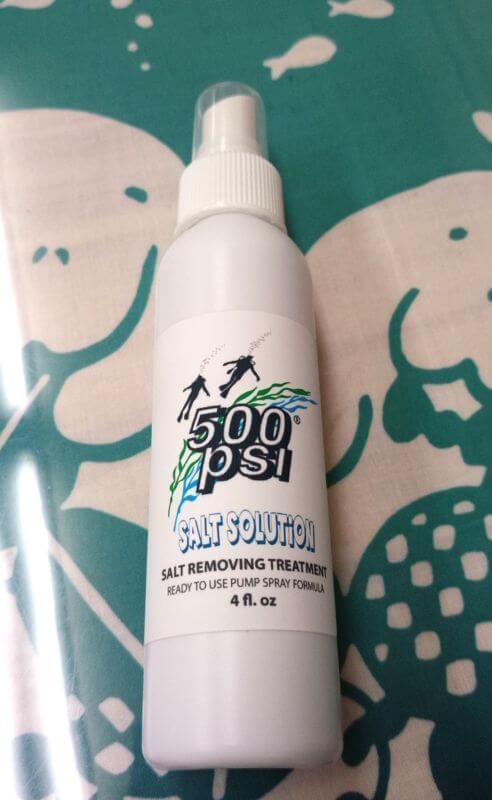 500®
psi
SALT SOLUTION
SALT REMOVING TREATMENT
READY TO USE PUMP SPRAY FORMULA
4 fl. oz